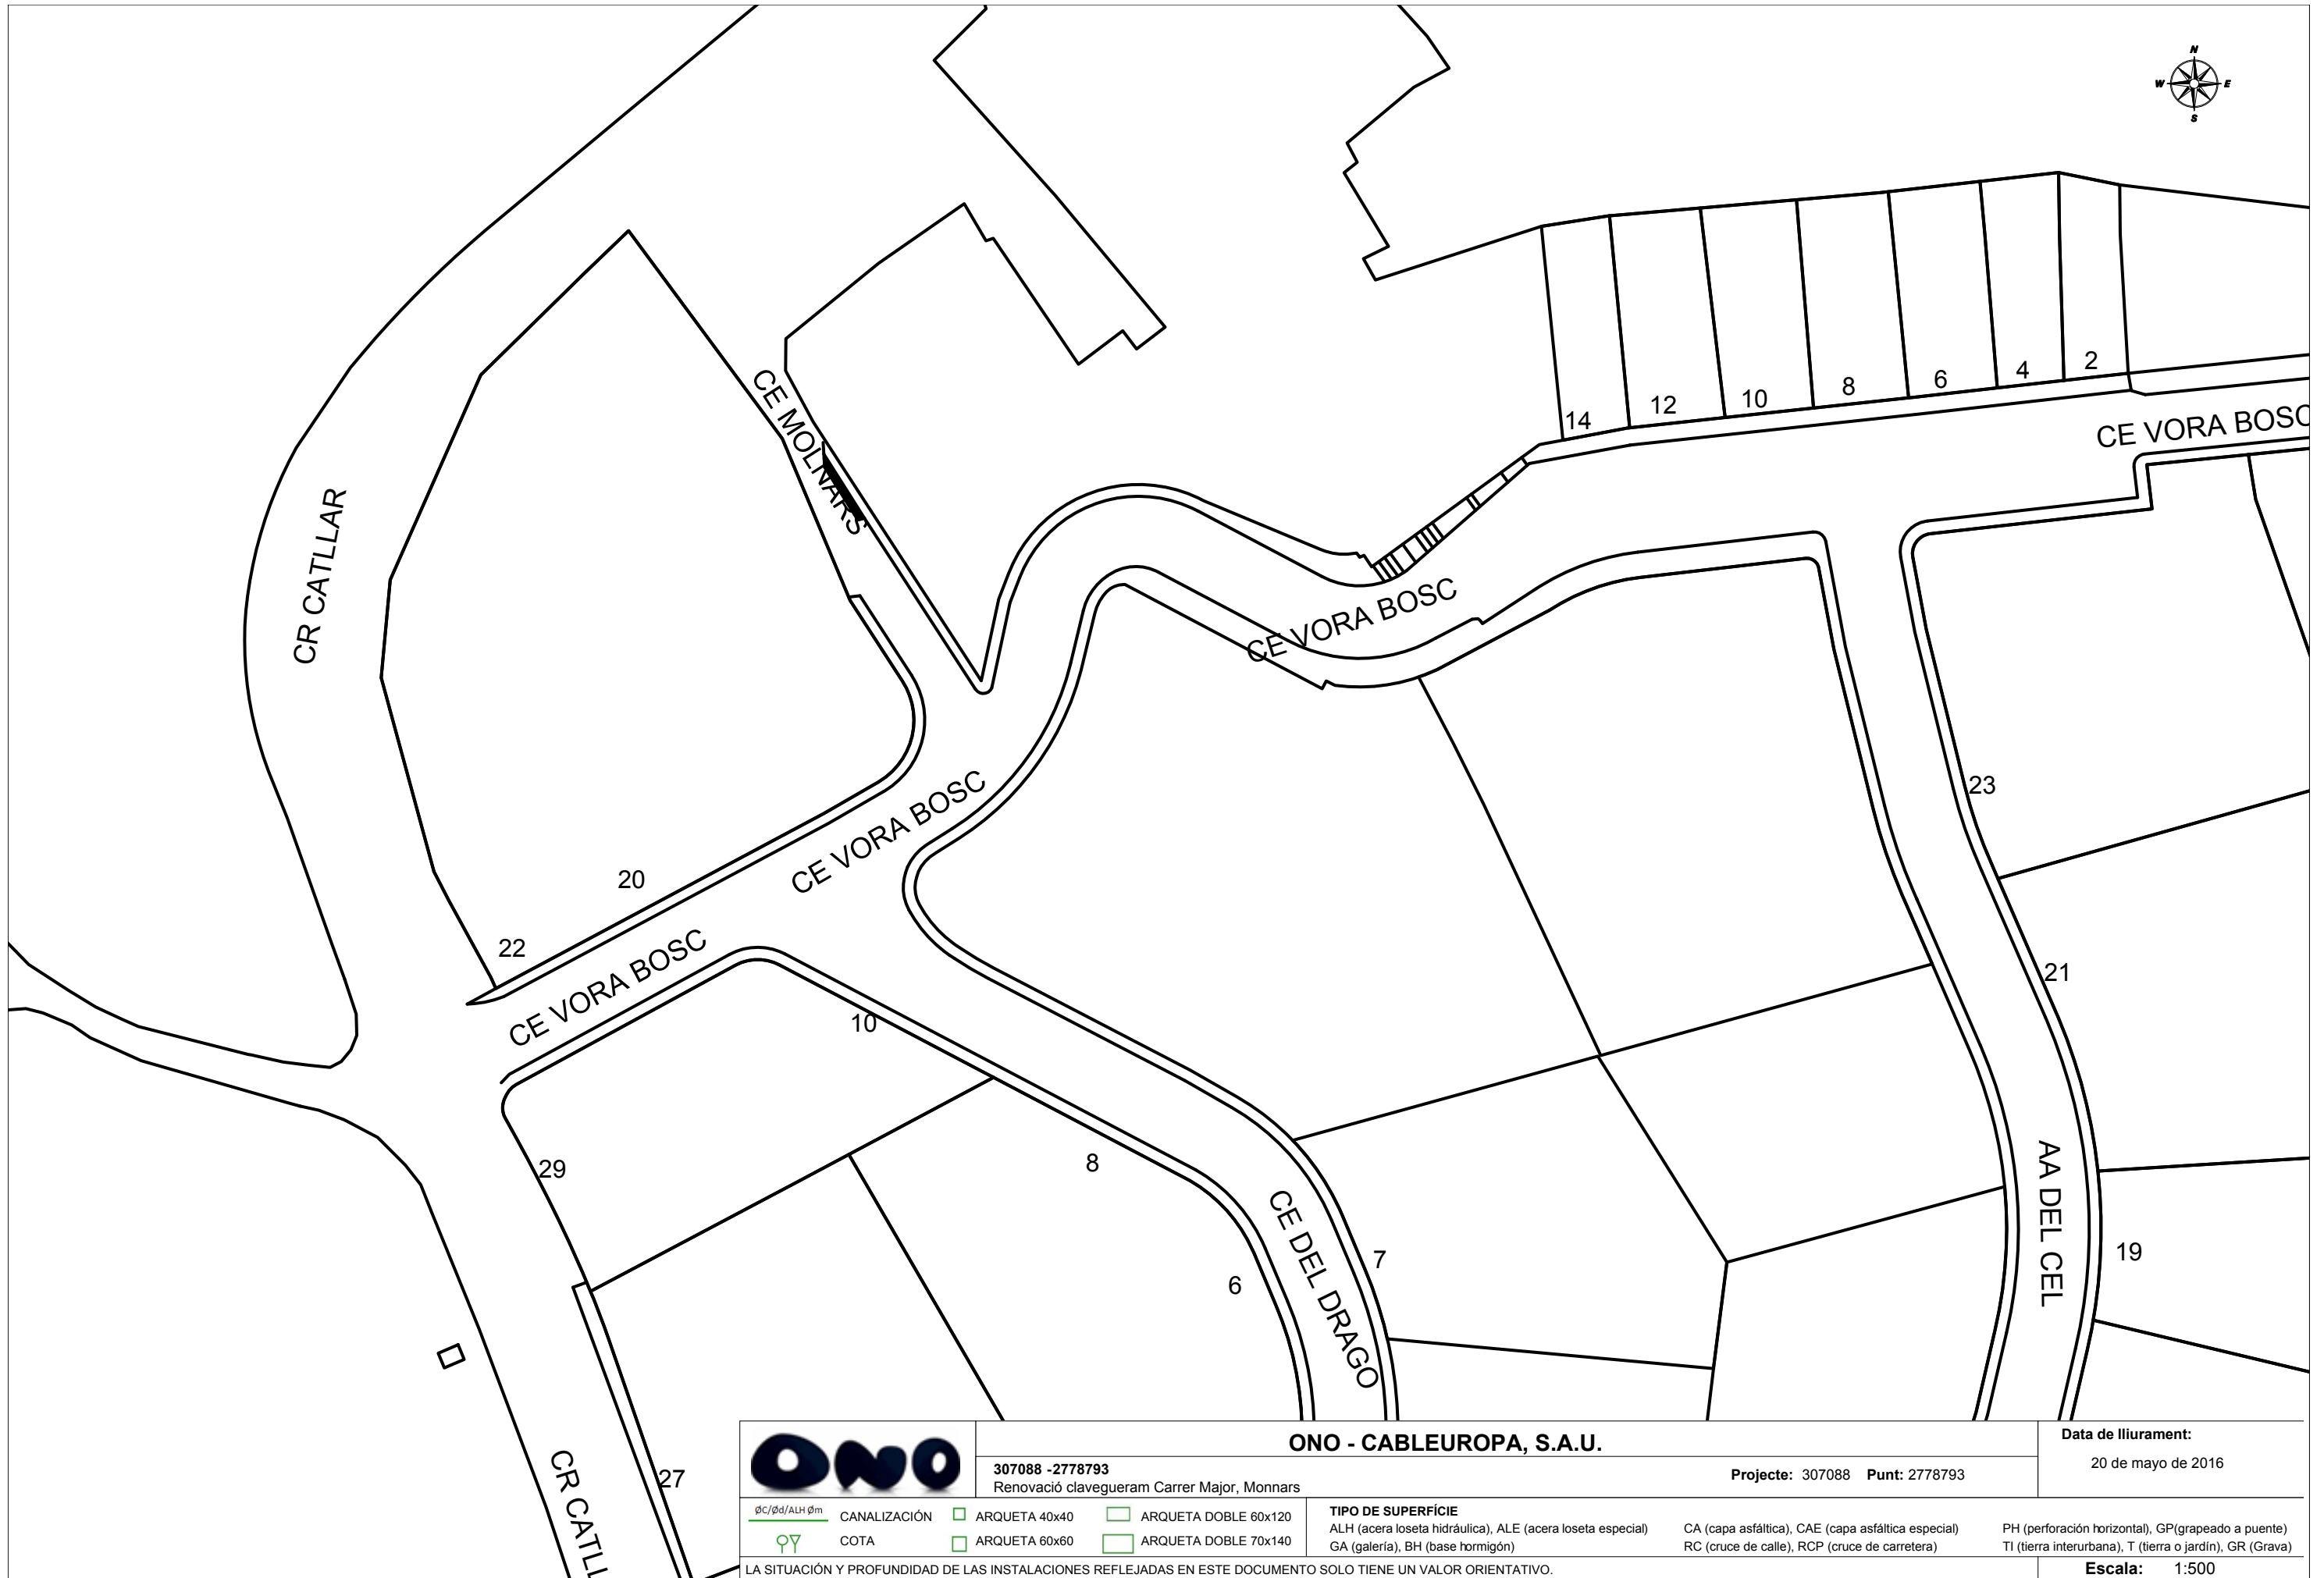 N
W E
S
CE MOLNARS
2
4
6
8
10
12
14
CE VORA BOSC
CR CATLLAR
CE VORA BOSC
23
CE VORA BOSC
20
22
CE VORA BOSC
21
10
29
8
AA DEL CEL
7
19
6
CE DEL DRAGO
27
CR CATLL
ONO
ONO - CABLEUROPA, S.A.U.
307088 -2778793
Renovació clavegueram Carrer Major, Monnars
Projecte: 307088 Punt: 2778793
Data de lliurament:
20 de mayo de 2016
ØC/Ød/ALH Øm CANALIZACIÓN ARQUETA 40x40 ARQUETA DOBLE 60x120
COTA ARQUETA 60x60 ARQUETA DOBLE 70x140
TIPO DE SUPERFÍCIE
ALH (acera loseta hidráulica), ALE (acera loseta especial) CA (capa asfáltica), CAE (capa asfáltica especial) PH (perforación horizontal), GP(grapeado a puente)
GA (galería), BH (base hormigón) RC (cruce de calle), RCP (cruce de carretera) TI (tierra interurbana), T (tierra o jardín), GR (Grava)
LA SITUACIÓN Y PROFUNDIDAD DE LAS INSTALACIONES REFLEJADAS EN ESTE DOCUMENTO SOLO TIENE UN VALOR ORIENTATIVO.
Escala: 1:500